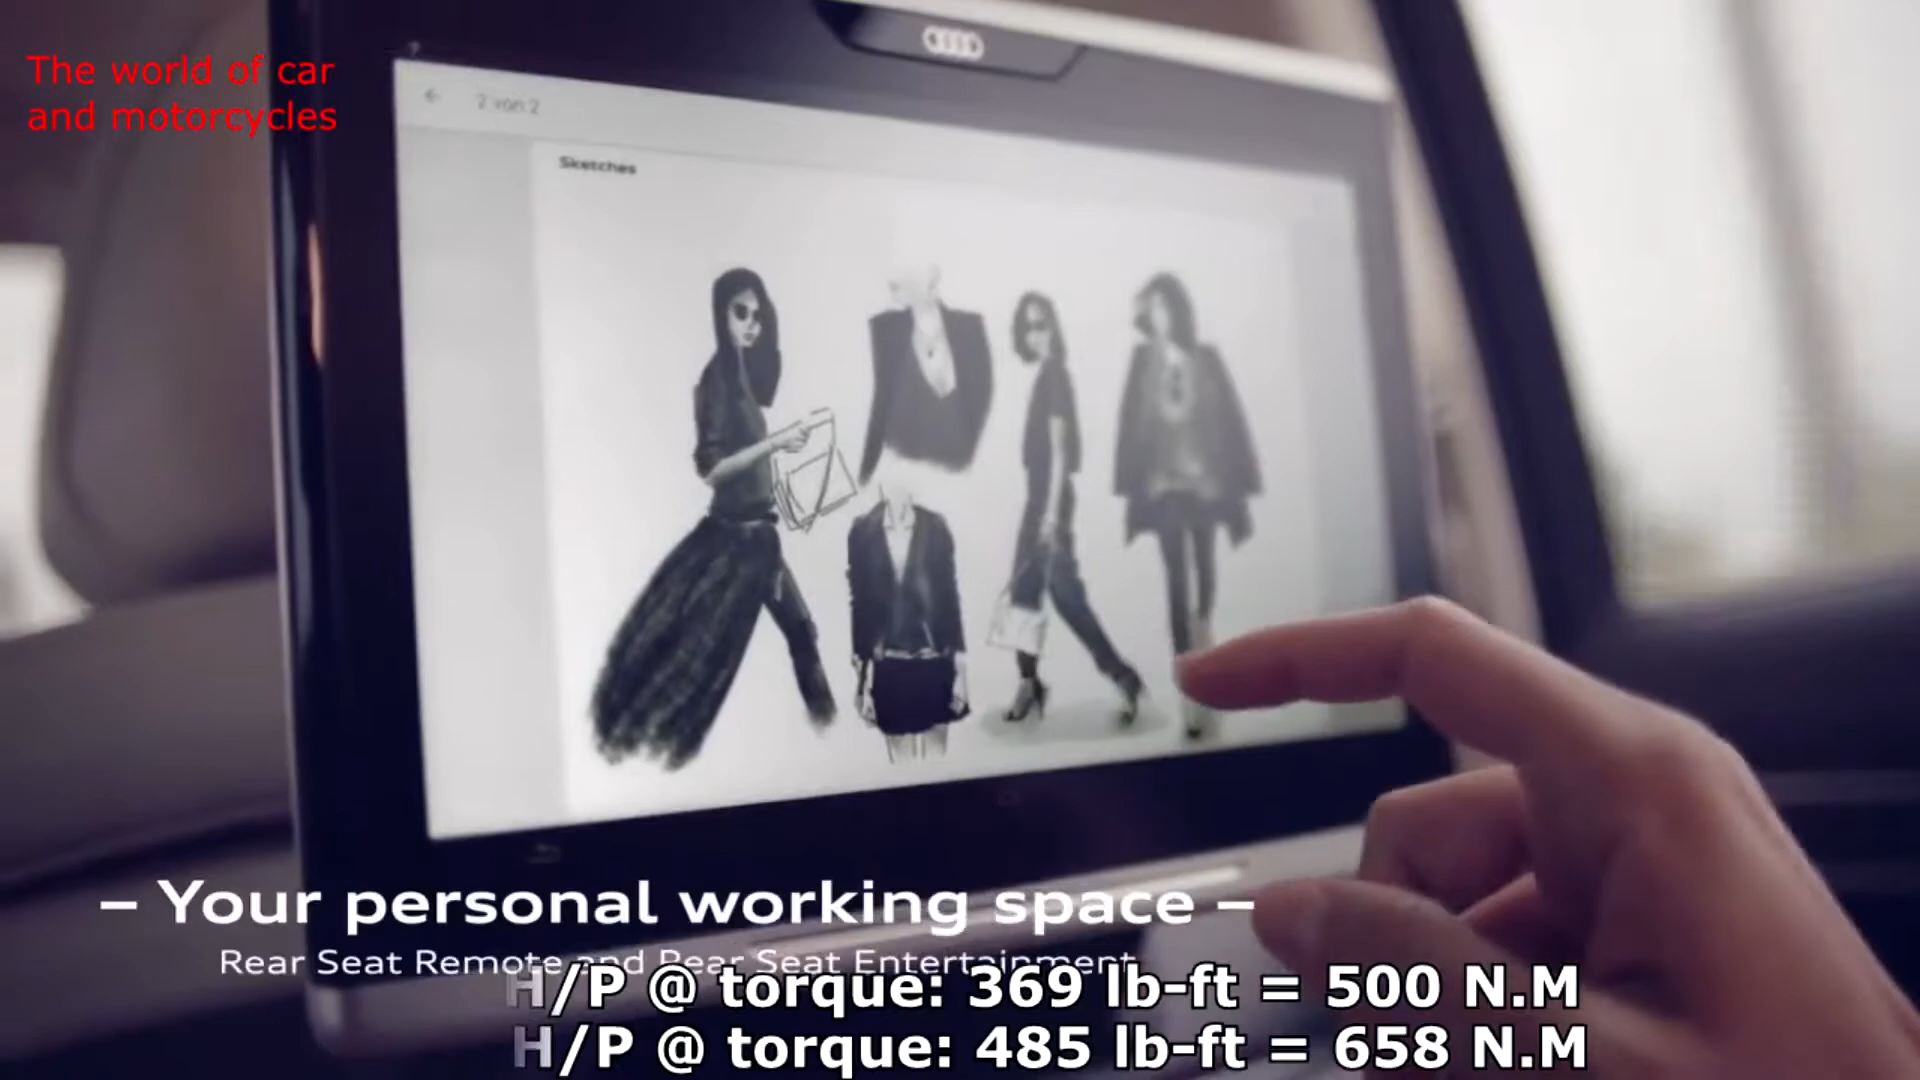 The world of car
and motorcycles
2 von 2
Sketches
– Your personal working space –
Rear Seat Remote and Rear Seat Entertainment
H/P @ torque: 369 lb-ft = 500 N.M
H/P @ torque: 485 lb-ft = 658 N.M